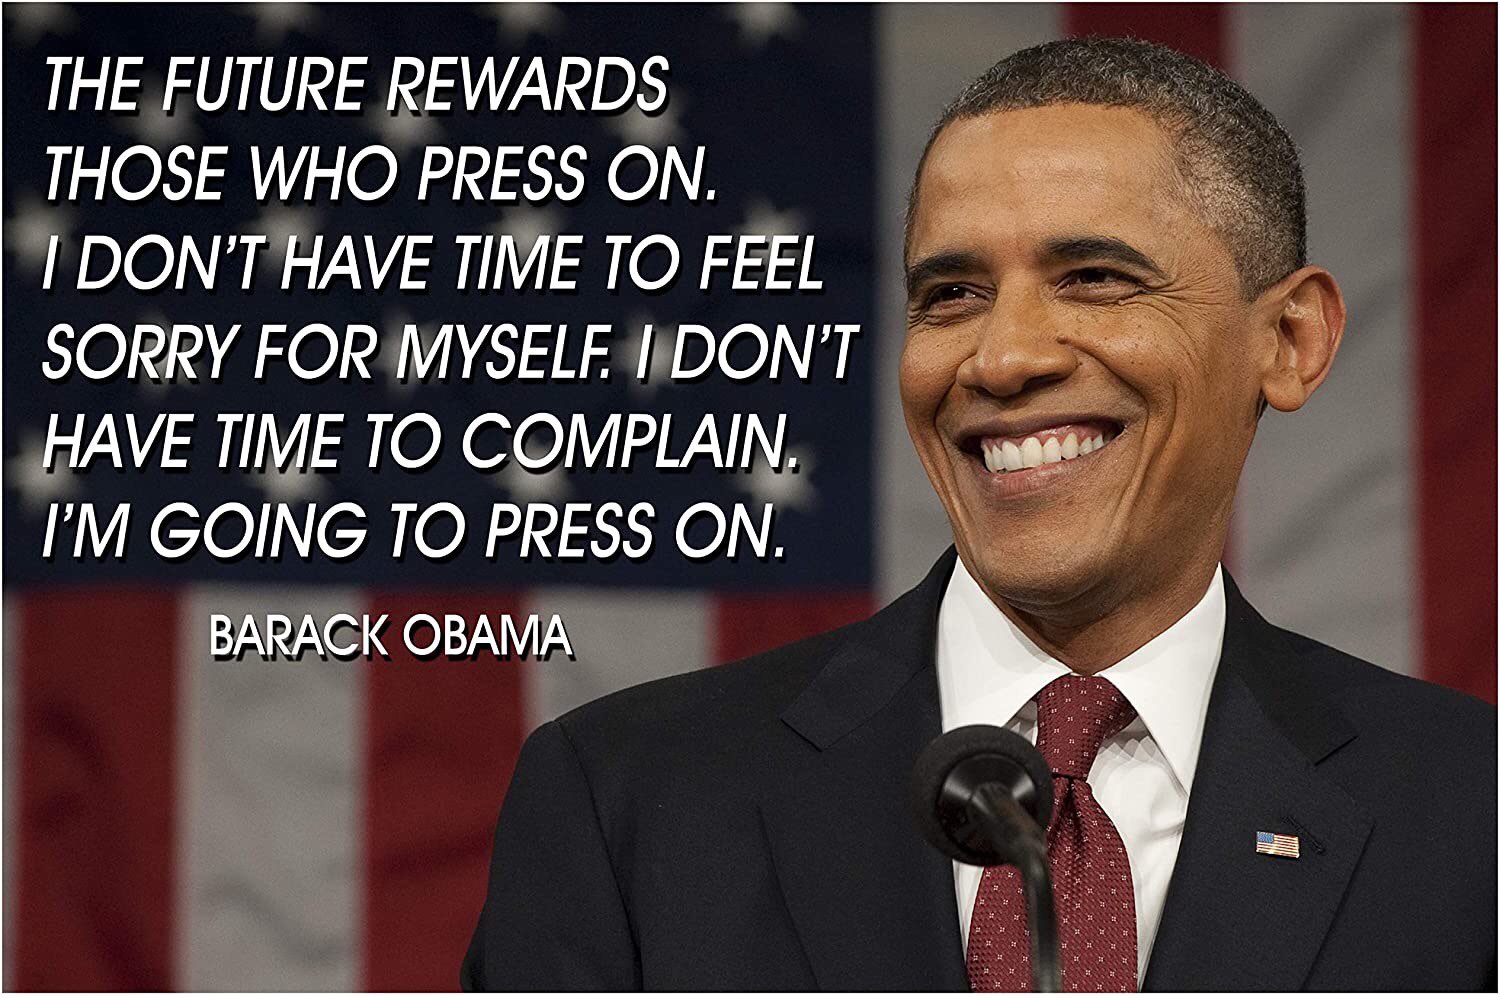 THE FUTURE REWARDS
THOSE WHO PRESS ON.
I DON'T HAVE TIME TO FEEL
SORRY FOR MYSELF. I DON'T
HAVE TIME TO COMPLAIN.
I'M GOING TO PRESS ON.
BARACK OBAMA